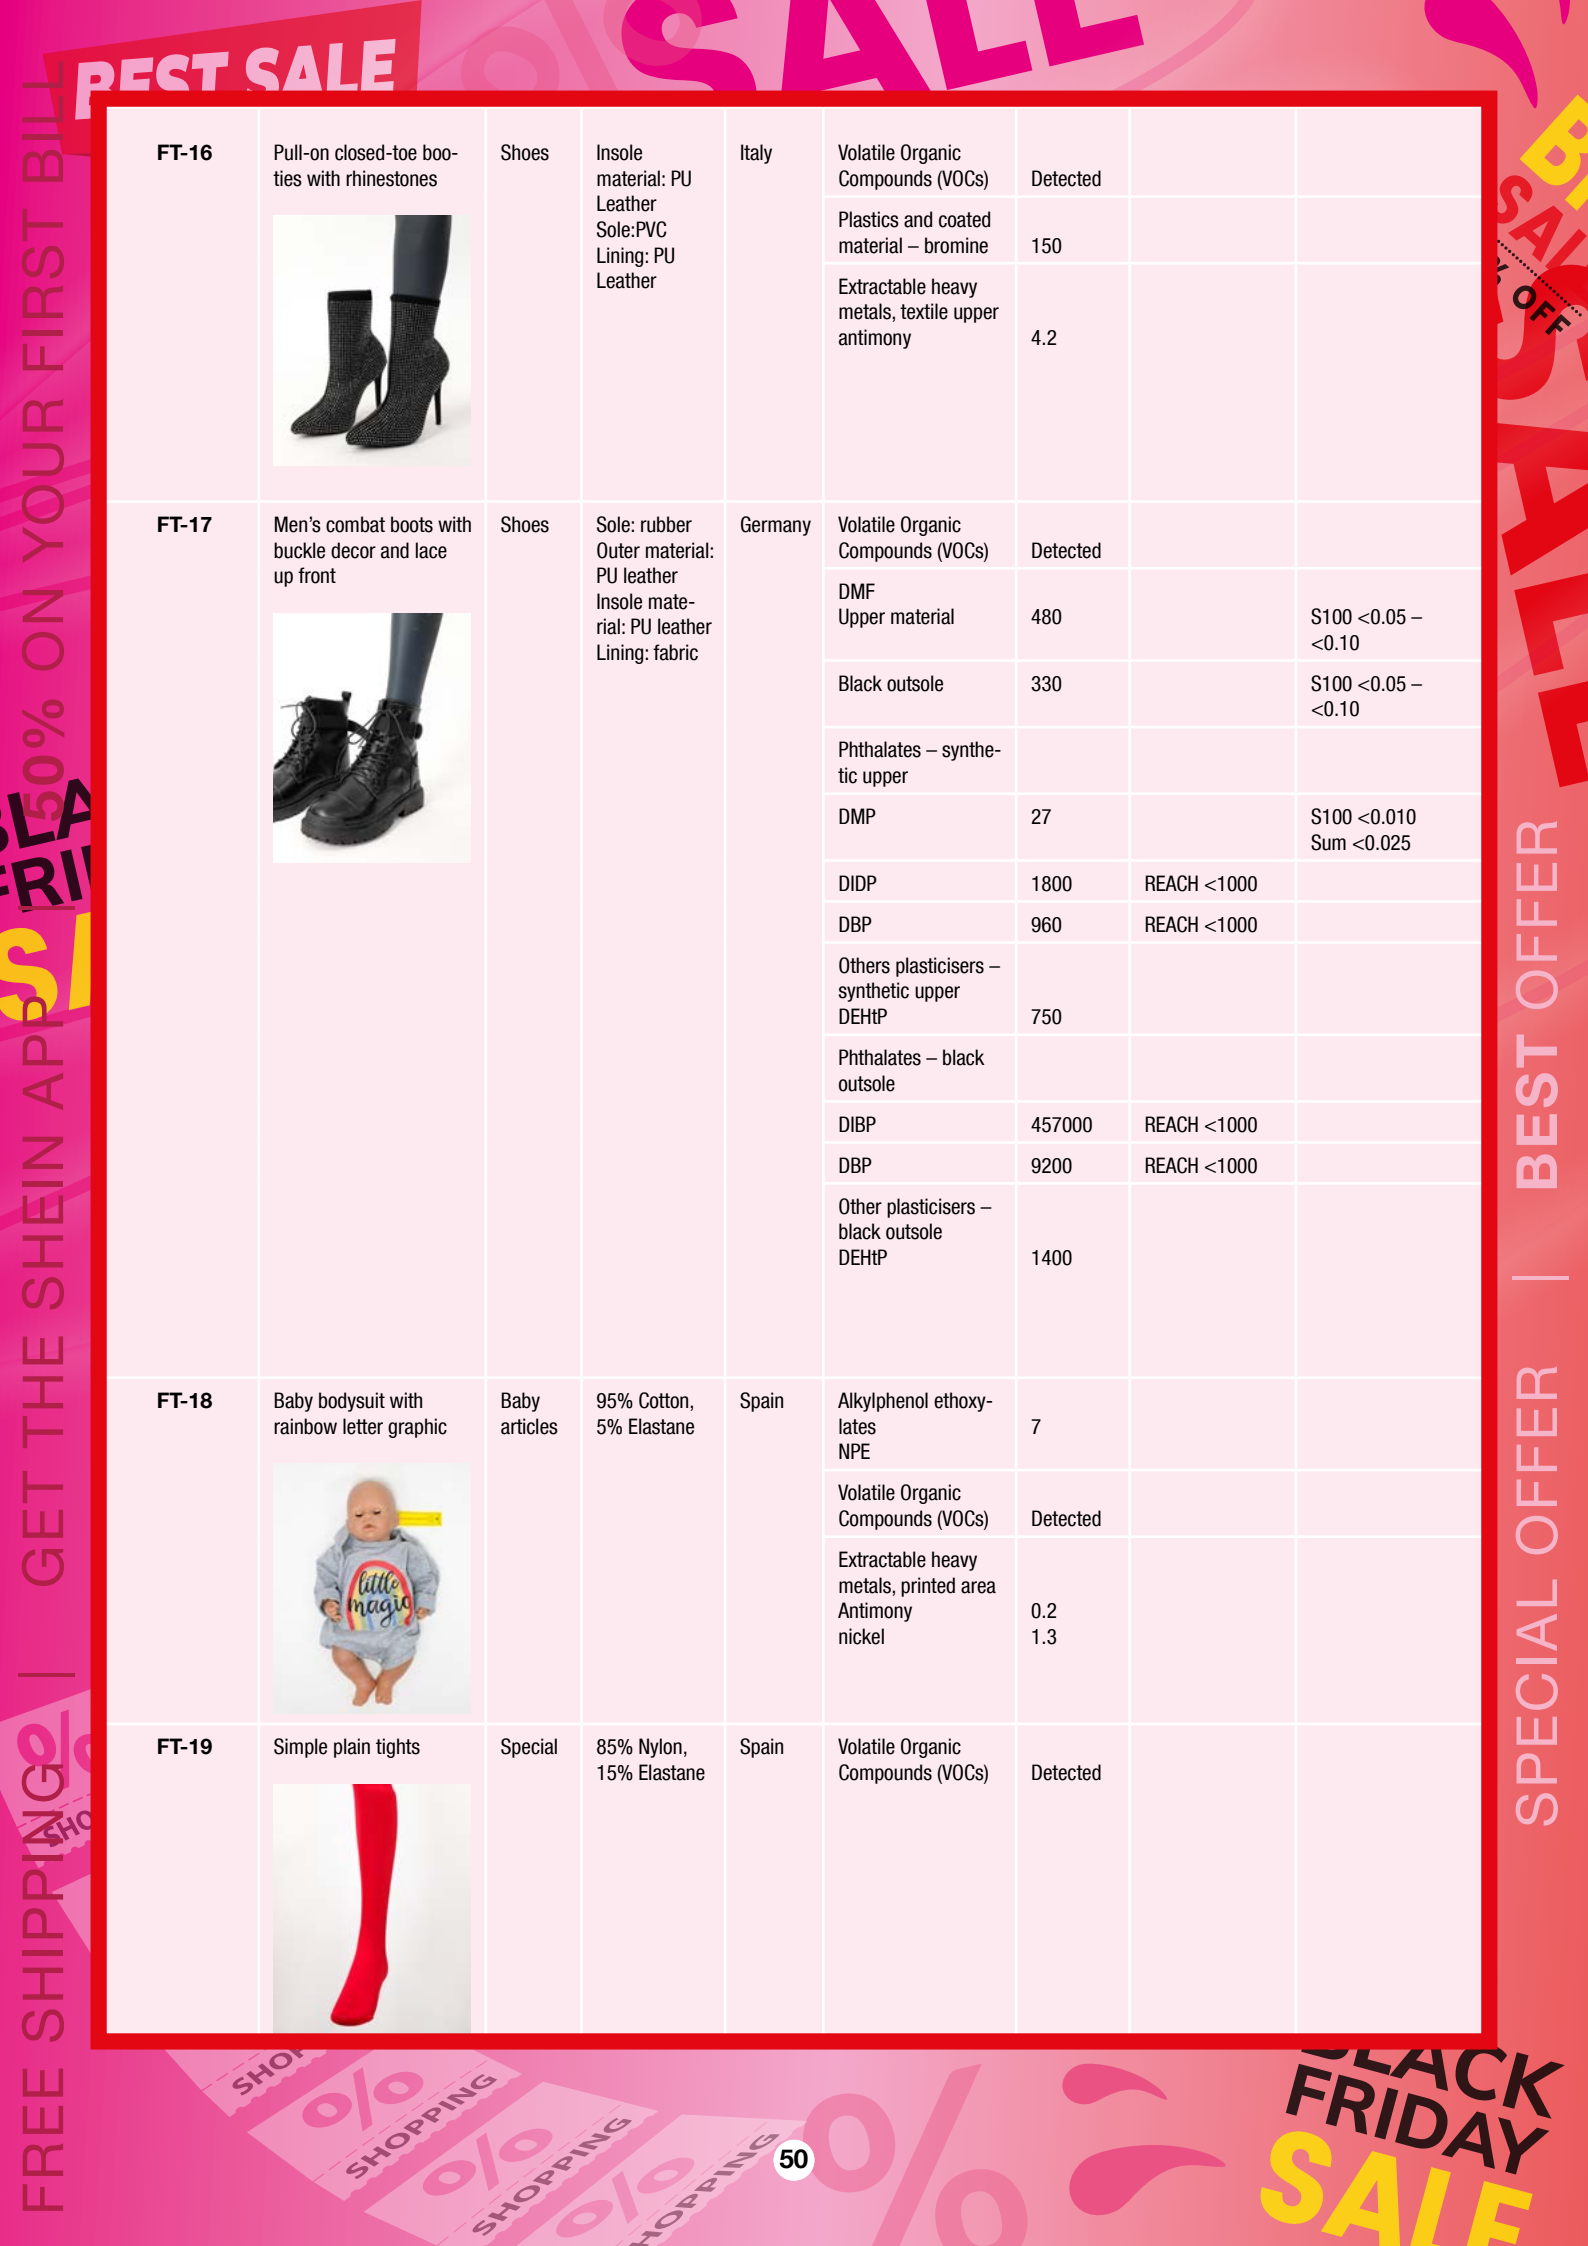 BEST SALE
SALE
FREE SHIPPING | GET THE SHEIN APP | 50% ON YOUR FIRST BILL
FT-16
Pull-on closed-toe boo-
ties with rhinestones
Shoes
Insole
material: PU
Leather
Sole:PVC
Lining: PU
Leather
Italy
Volatile Organic
Compounds (VOCs)
Detected
Plastics and coated
material – bromine
150
Extractable heavy
metals, textile upper
antimony
4.2
FT-17
Men's combat boots with
buckle decor and lace
up front
Shoes
Sole: rubber
Outer material:
PU leather
Insole mate-
rial: PU leather
Lining: fabric
Germany
Volatile Organic
Compounds (VOCs)
Detected
DMF
Upper material
480
S100 <0.05 –
<0.10
Black outsole
330
S100 <0.05 –
<0.10
Phthalates – synthe-
tic upper
DMP
27
S100 <0.010
Sum <0.025
DIDP
1800
REACH <1000
DBP
960
REACH <1000
Others plasticisers –
synthetic upper
DEHtP
750
Phthalates – black
outsole
DIBP
457000
REACH <1000
DBP
9200
REACH <1000
Other plasticisers –
black outsole
DEHtP
1400
FT-18
Baby bodysuit with
rainbow letter graphic
little
magic
Baby
articles
95% Cotton,
5% Elastane
Spain
Alkylphenol ethoxy-
lates
NPE
7
Volatile Organic
Compounds (VOCs)
Detected
Extractable heavy
metals, printed area
Antimony
nickel
0.2
1.3
FT-19
Simple plain tights
Special
85% Nylon,
15% Elastane
Spain
Volatile Organic
Compounds (VOCs)
Detected
% OFF
SPECIAL OFFER | BEST OFFER
SHOPPING
SHOPPING
50
BLACK
FRIDAY
SALE